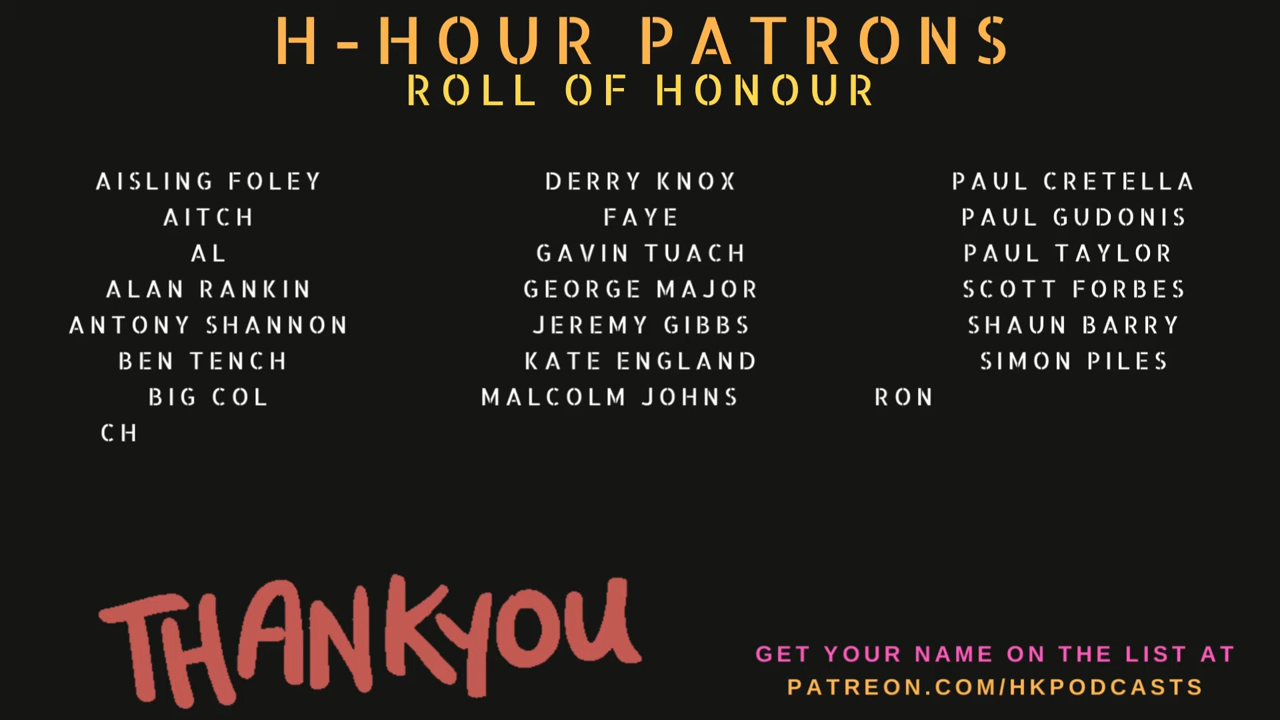 H-HOUR PATRONS
ROLL OF HONOUR
AISLING FOLEY
AITCH
AL
ALAN RANKIN
ANTONY SHANNON
BEN TENCH
BIG COL
CH
DERRY KNOX
FAYE
GAVIN TUACH
GEORGE MAJOR
JEREMY GIBBS
KATE ENGLAND
MALCOLM JOHNS
PAUL CRETELLA
PAUL GUDONIS
PAUL TAYLOR
SCOTT FORBES
SHAUN BARRY
SIMON PILES
RON
THANKYOU
GET YOUR NAME ON THE LIST AT
PATREON.COM/HKPODCASTS